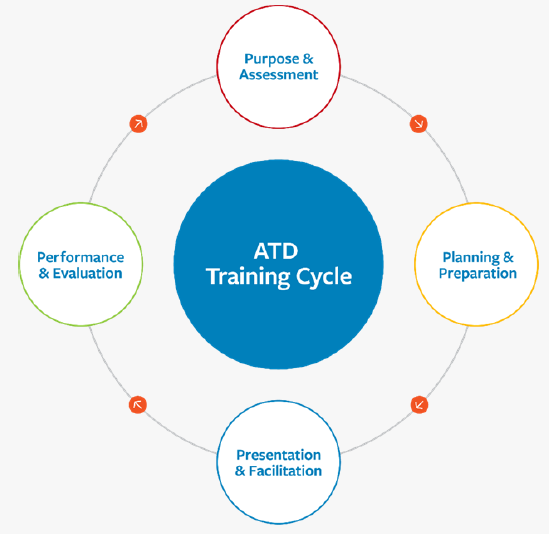 Purpose &
Assessment
ATD
Training Cycle
Performance
& Evaluation
Planning &
Preparation
Presentation
& Facilitation